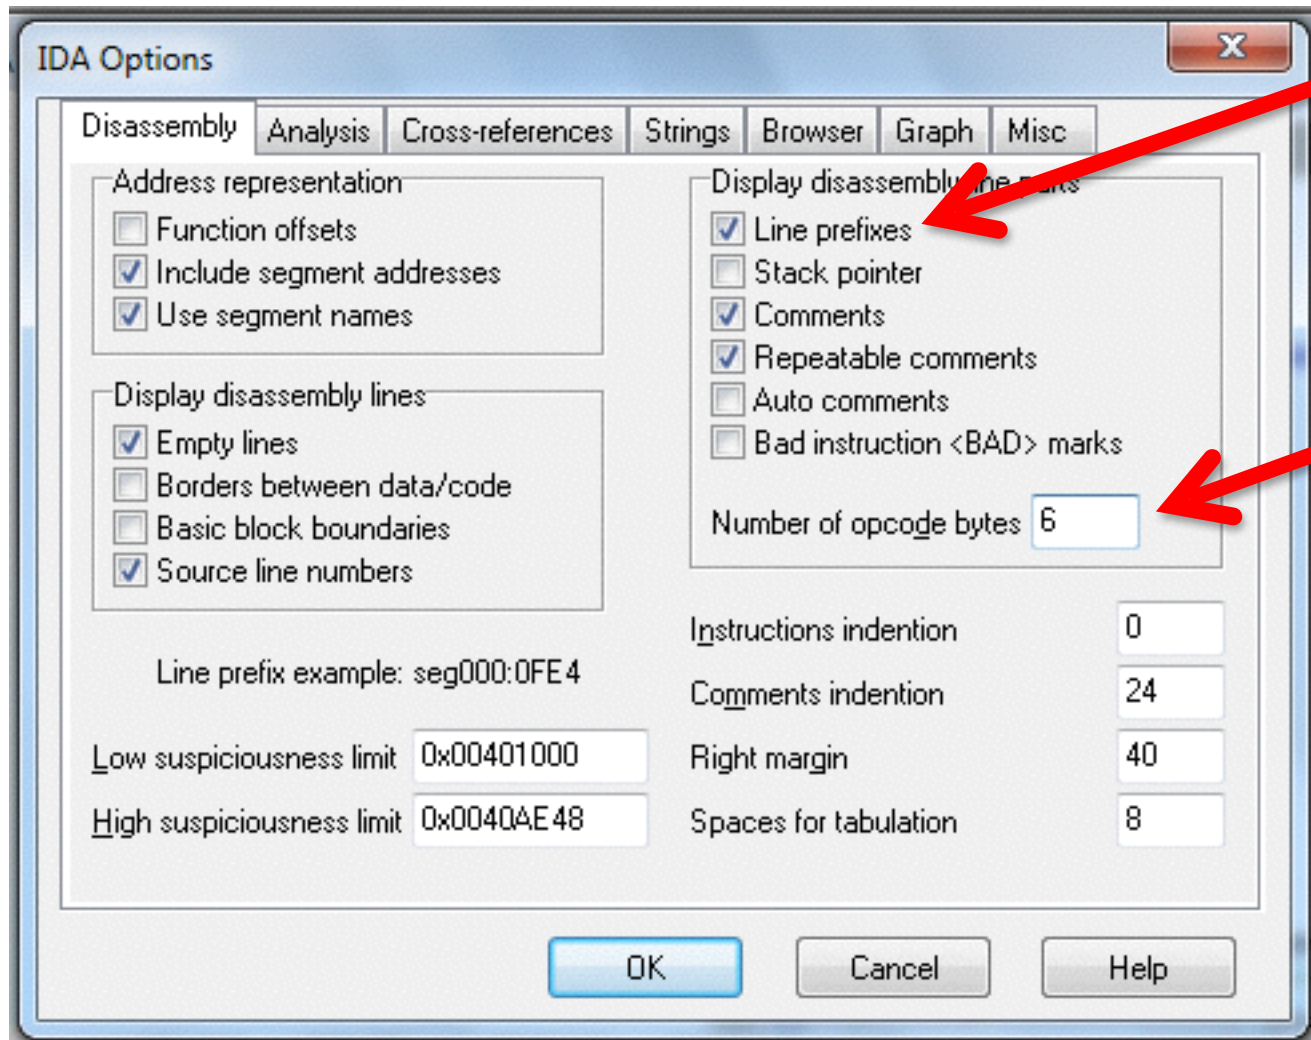 IDA Options
Disassembly Analysis Cross-references Strings Browser Graph Misc
Address representation
Function offsets
Include segment addresses
Use segment names
Display disassembly lines
Empty lines
Borders between data/code
Basic block boundaries
Source line numbers
Line prefix example: seg000:0FE4
Low suspiciousness limit 0x00401000
High suspiciousness limit 0x0040AE48
Display disassembly line parts
Line prefixes
Stack pointer
Comments
Repeatable comments
Auto comments
Bad instruction <BAD> marks
Number of opcode bytes 6
Instructions indention 0
Comments indention 24
Right margin 40
Spaces for tabulation 8
OK Cancel Help